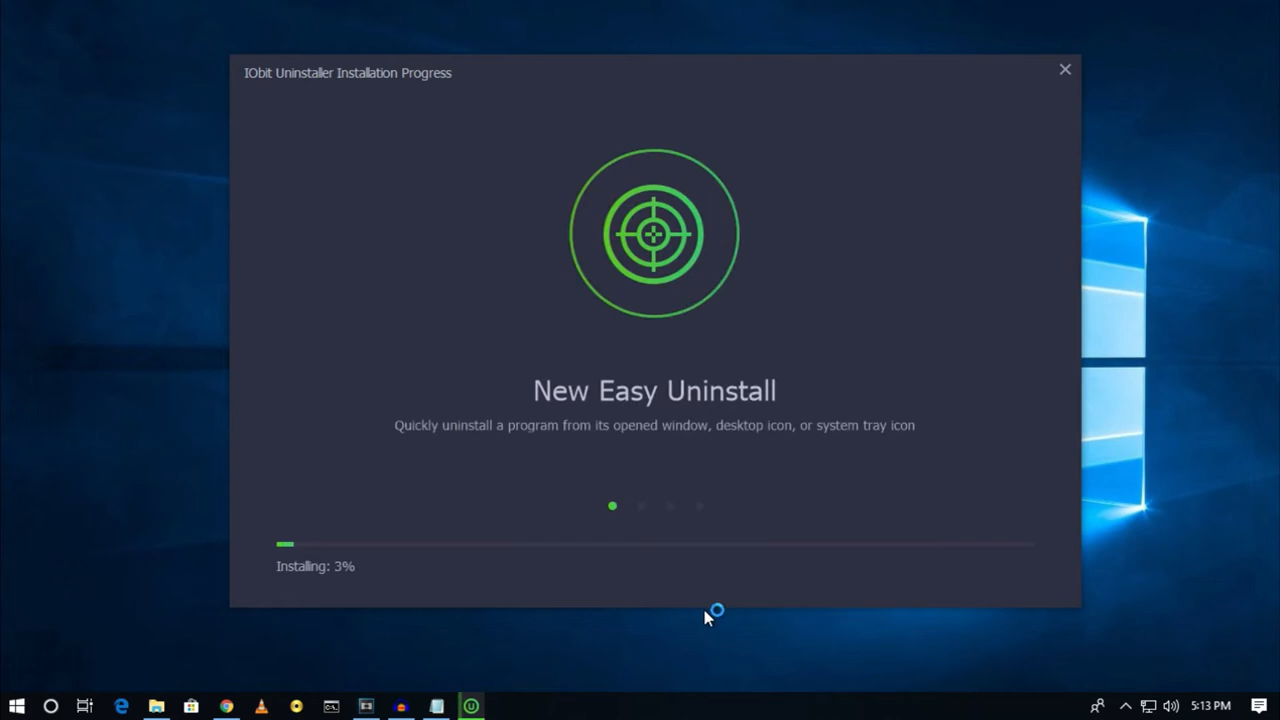 IObit Uninstaller Installation Progress
New Easy Uninstall
Quickly uninstall a program from its opened window, desktop icon, or system tray icon
Installing: 3%
5:13 PM